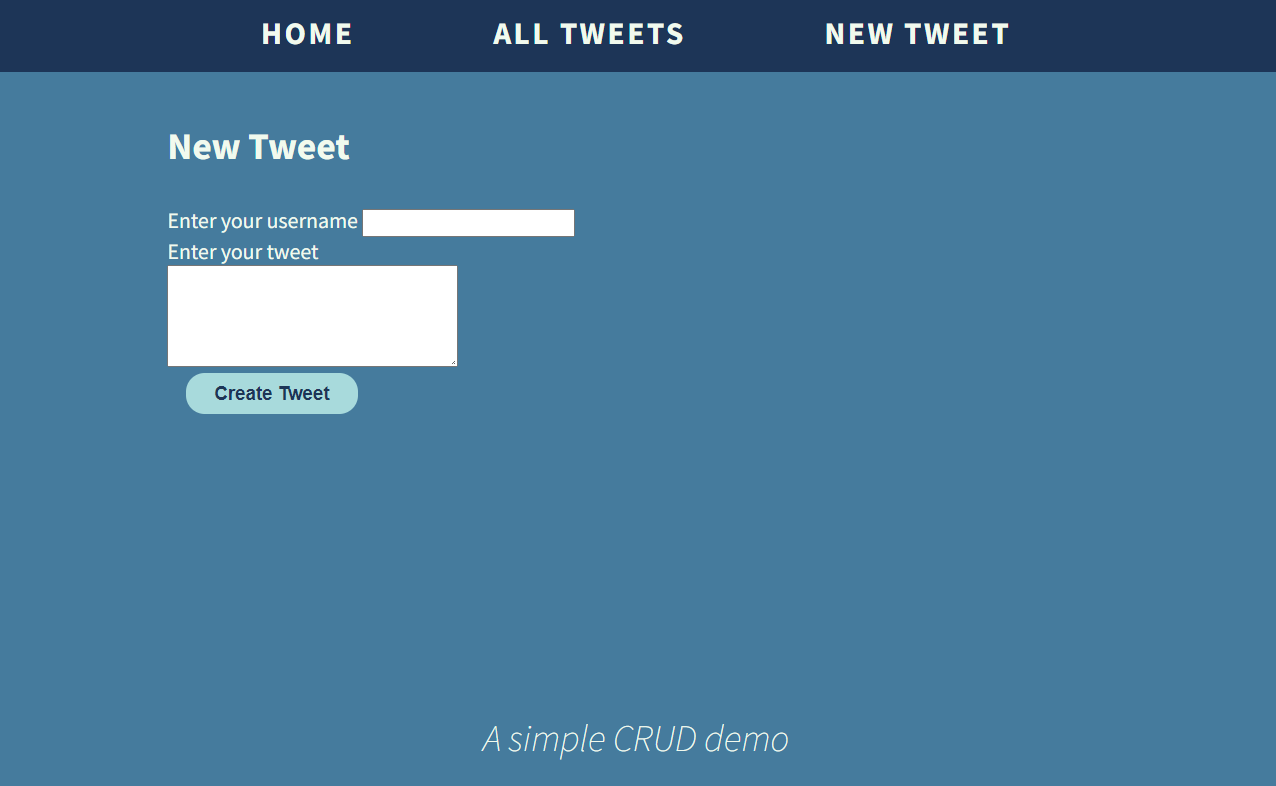 HOME ALL TWEETS NEW TWEET
New Tweet
Enter your username
Enter your tweet
Create Tweet
A simple CRUD demo